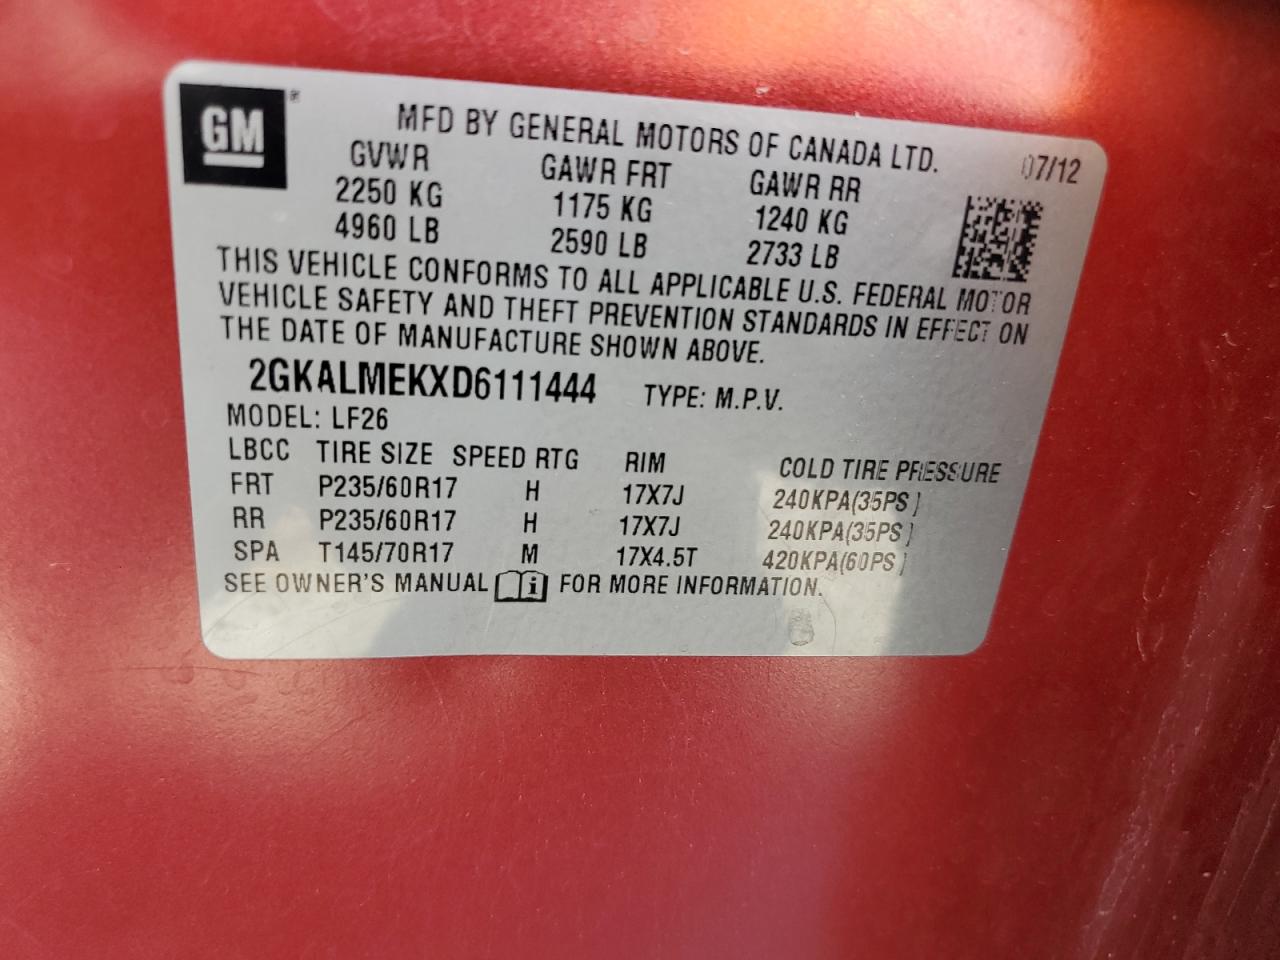 GM®
MFD BY GENERAL MOTORS OF CANADA LTD. 07/12
GVWR GAWR FRT GAWR RR
2250 KG 1175 KG 1240 KG
4960 LB 2590 LB 2733 LB
THIS VEHICLE CONFORMS TO ALL APPLICABLE U.S. FEDERAL MOTOR
VEHICLE SAFETY AND THEFT PREVENTION STANDARDS IN EFFECT ON
THE DATE OF MANUFACTURE SHOWN ABOVE.
2GKALMEKXD6111444 TYPE: M.P.V.
MODEL: LF26
LBCC TIRE SIZE SPEED RTG RIM COLD TIRE PRESSURE
FRT P235/60R17 H 17X7J 240KPA(35PS)
RR P235/60R17 H 17X7J 240KPA(35PS)
SPA T145/70R17 M 17X4.5T 420KPA(60PS)
SEE OWNER'S MANUAL i FOR MORE INFORMATION.